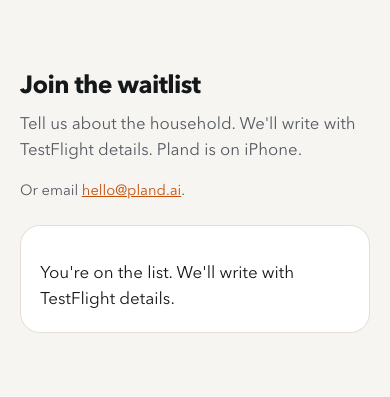 Join the waitlist
Tell us about the household. We'll write with
TestFlight details. Pland is on iPhone.
Or email hello@pland.ai.
You're on the list. We'll write with
TestFlight details.